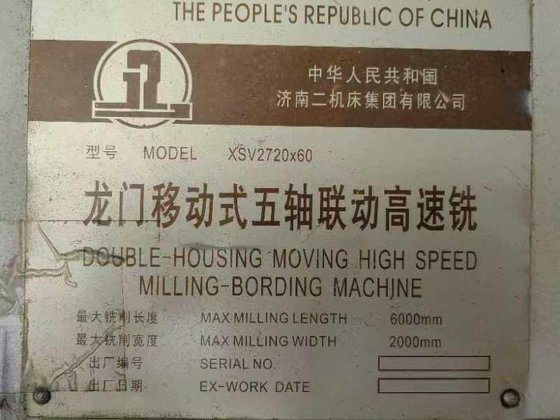 THE PEOPLE'S REPUBLIC OF CHINA
中华人民共和国
济南二机床集团有限公司
型号 MODEL XSV2720x60
龙门移动式五轴联动高速铣
DOUBLE-HOUSING MOVING HIGH SPEED
MILLING-BORDING MACHINE
最大铣削长度 MAX MILLING LENGTH 6000mm
最大铣削宽度 MAX MILLING WIDTH 2000mm
出厂编号 SERIAL NO.
出厂日期 EX-WORK DATE